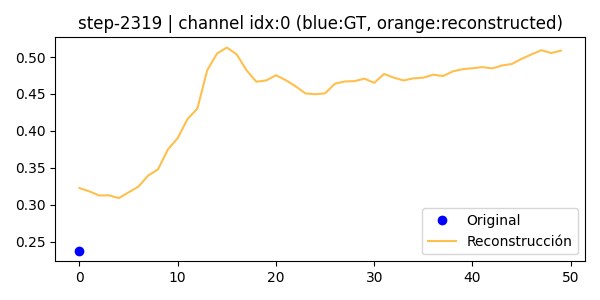 step-2319 | channel idx:0 (blue:GT, orange:reconstructed)
0.50
0.45
0.40
0.35
0.30
0.25
Original
Reconstrucción
0 10 20 30 40 50